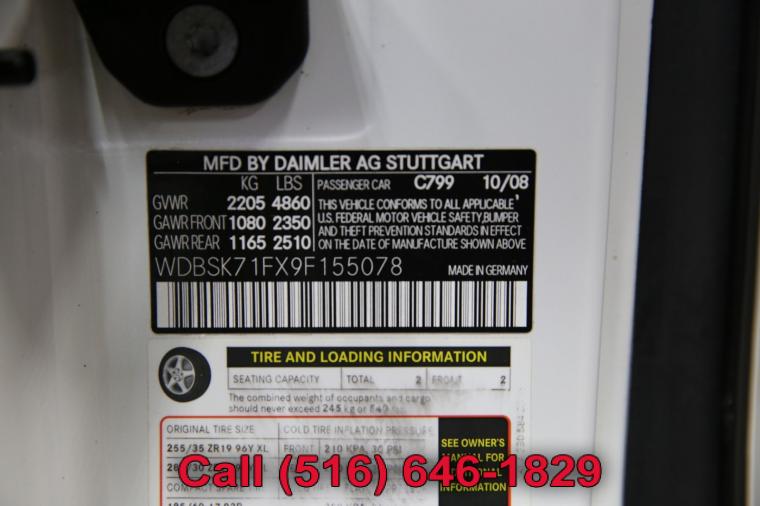 MFD BY DAIMLER AG STUTTGART
KG LBS PASSENGER CAR C799 10/08
GVWR 2205 4860 THIS VEHICLE CONFORMS TO ALL APPLICABLE
GAWR FRONT 1080 2350 U.S. FEDERAL MOTOR VEHICLE SAFETY, BUMPER
AND THEFT PREVENTION STANDARDS IN EFFECT
GAWR REAR 1165 2510 ON THE DATE OF MANUFACTURE SHOWN ABOVE
WDBSK71FX9F155078 MADE IN GERMANY
TIRE AND LOADING INFORMATION
SEATING CAPACITY TOTAL 2 FRONT 2
The combined weight of occupants and cargo
should never exceed 245 kg or 540
ORIGINAL TIRE SIZE COLD TIRE INFLATION PRESSURE
255/35 ZR19 96Y XL FRONT 210 KPA, 30 PSI
SEE OWNER'S
MANUAL FOR
INFORMATION
COMPACT SPARE
Call (516) 646-1829